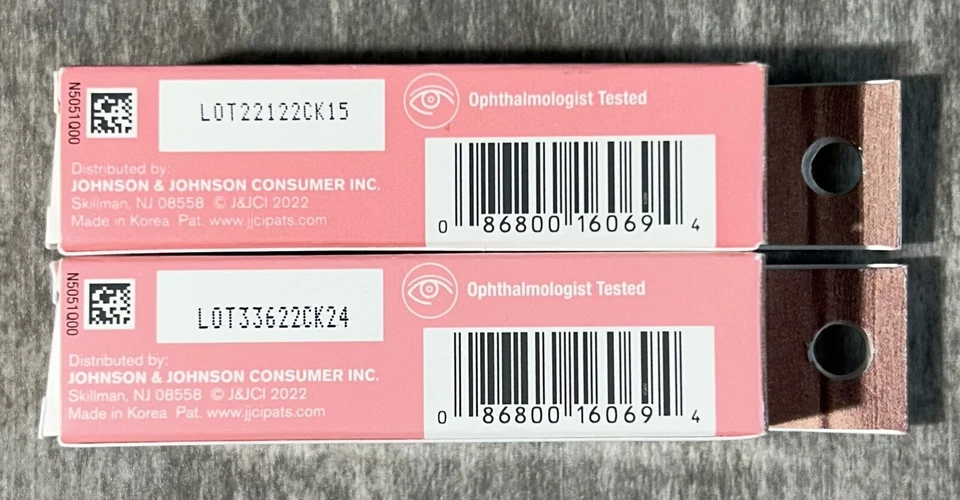 N5051Q00
LOT22122CK15
Ophthalmologist Tested
Distributed by:
JOHNSON & JOHNSON CONSUMER INC.
Skillman, NJ 08558 © J&JCI 2022
Made in Korea Pat. www.jjcipats.com
0 86800 16069 4
N5051Q00
LOT33622CK24
Ophthalmologist Tested
Distributed by:
JOHNSON & JOHNSON CONSUMER INC.
Skillman, NJ 08558 © J&JCI 2022
Made in Korea Pat. www.jjcipats.com
0 86800 16069 4